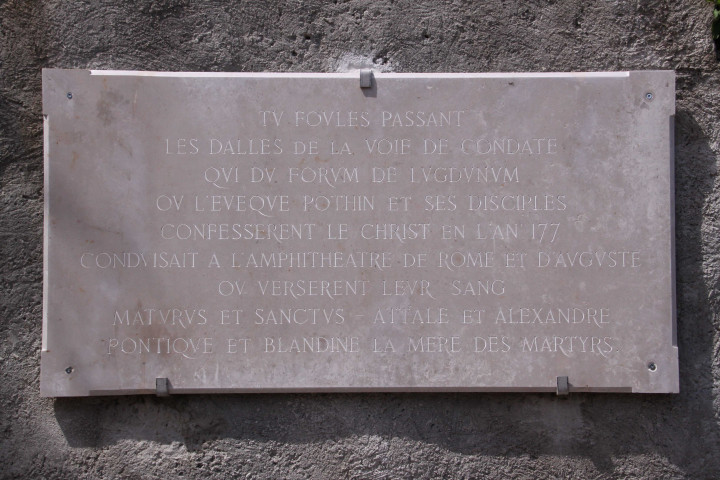 TV FOVLES PASSANT
LES DALLES DE LA VOIE DE CONDATE
QVI DV FORVM DE LVGDVNVM
OV L'EVEQVE POTHIN ET SES DISCIPLES
CONFESSERENT LE CHRIST EN L'AN 177
CONDVISAIT A L'AMPHITHEATRE DE ROME ET D'AVGVSTE
OV VERSERENT LEVR SANG
MATVRVS ET SANCTVS - ATTALE ET ALEXANDRE
PONTIQVE ET BLANDINE LA MERE DES MARTYRS